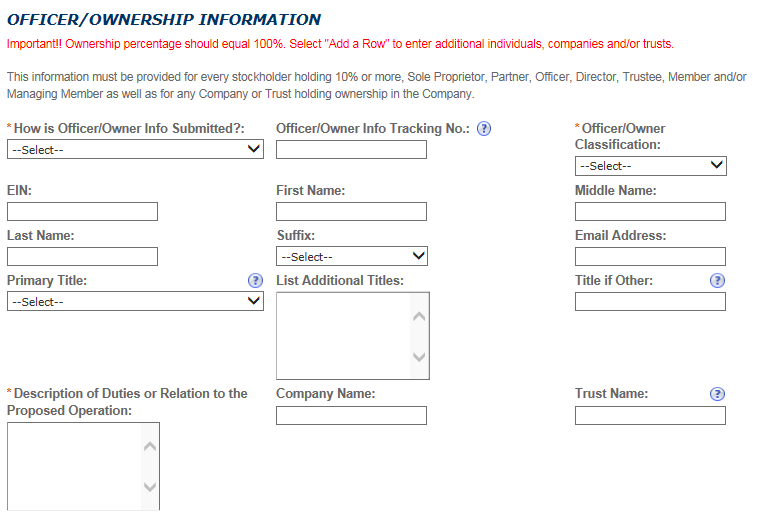 OFFICER/OWNERSHIP INFORMATION
Important!! Ownership percentage should equal 100%. Select "Add a Row" to enter additional individuals, companies and/or trusts.
This information must be provided for every stockholder holding 10% or more, Sole Proprietor, Partner, Officer, Director, Trustee, Member and/or
Managing Member as well as for any Company or Trust holding ownership in the Company.
*How is Officer/Owner Info Submitted?: Officer/Owner Info Tracking No.: ? *Officer/Owner
Classification:
--Select--
--Select--
EIN: First Name: Middle Name:
Last Name: Suffix: Email Address:
--Select--
Primary Title: ? List Additional Titles: Title if Other: ?
--Select--
*Description of Duties or Relation to the Company Name: Trust Name: ?
Proposed Operation: